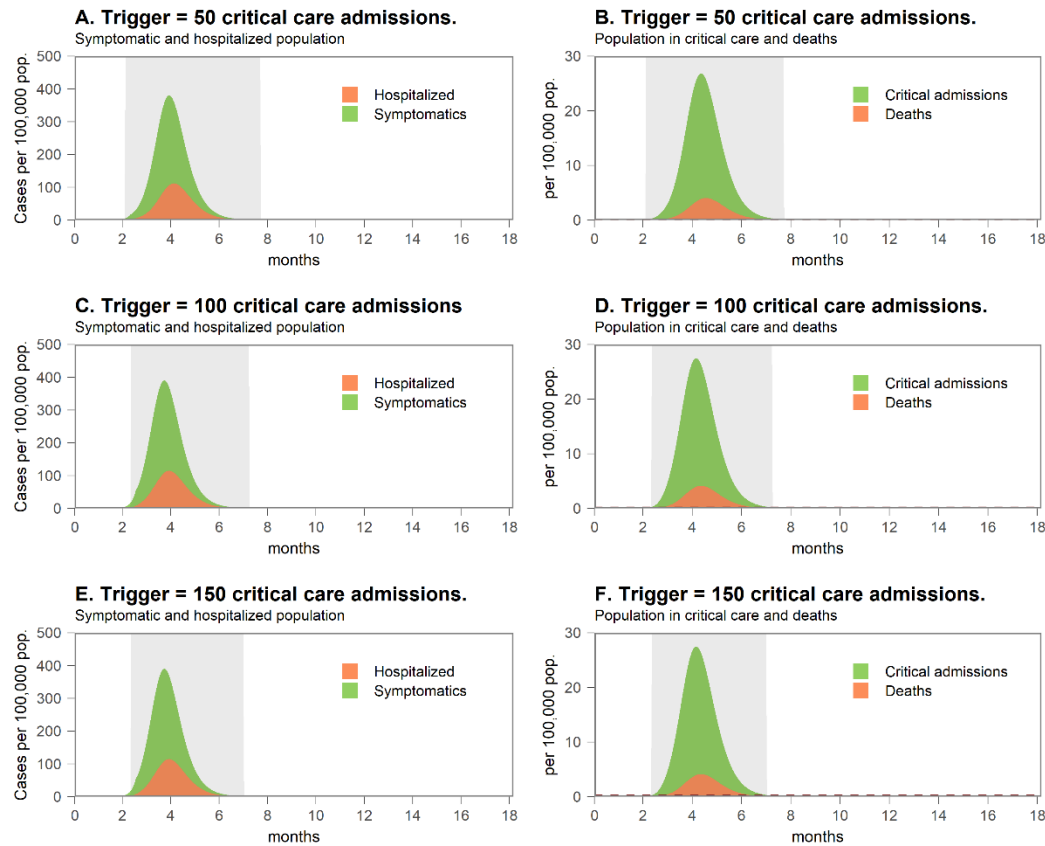 A. Trigger = 50 critical care admissions.
Symptomatic and hospitalized population
Cases per 100,000 pop.
500
400
300
200
100
0
Hospitalized
Symptomatics
0 2 4 6 8 10 12 14 16 18
months
B. Trigger = 50 critical care admissions.
Population in critical care and deaths
per 100,000 pop.
30
20
10
0
Critical admissions
Deaths
0 2 4 6 8 10 12 14 16 18
months
C. Trigger = 100 critical care admissions
Symptomatic and hospitalized population
Cases per 100,000 pop.
500
400
300
200
100
0
Hospitalized
Symptomatics
0 2 4 6 8 10 12 14 16 18
months
D. Trigger = 100 critical care admissions.
Population in critical care and deaths
per 100,000 pop.
30
20
10
0
Critical admissions
Deaths
0 2 4 6 8 10 12 14 16 18
months
E. Trigger = 150 critical care admissions.
Symptomatic and hospitalized population
Cases per 100,000 pop.
500
400
300
200
100
0
Hospitalized
Symptomatics
0 2 4 6 8 10 12 14 16 18
months
F. Trigger = 150 critical care admissions.
Population in critical care and deaths
per 100,000 pop.
30
20
10
0
Critical admissions
Deaths
0 2 4 6 8 10 12 14 16 18
months